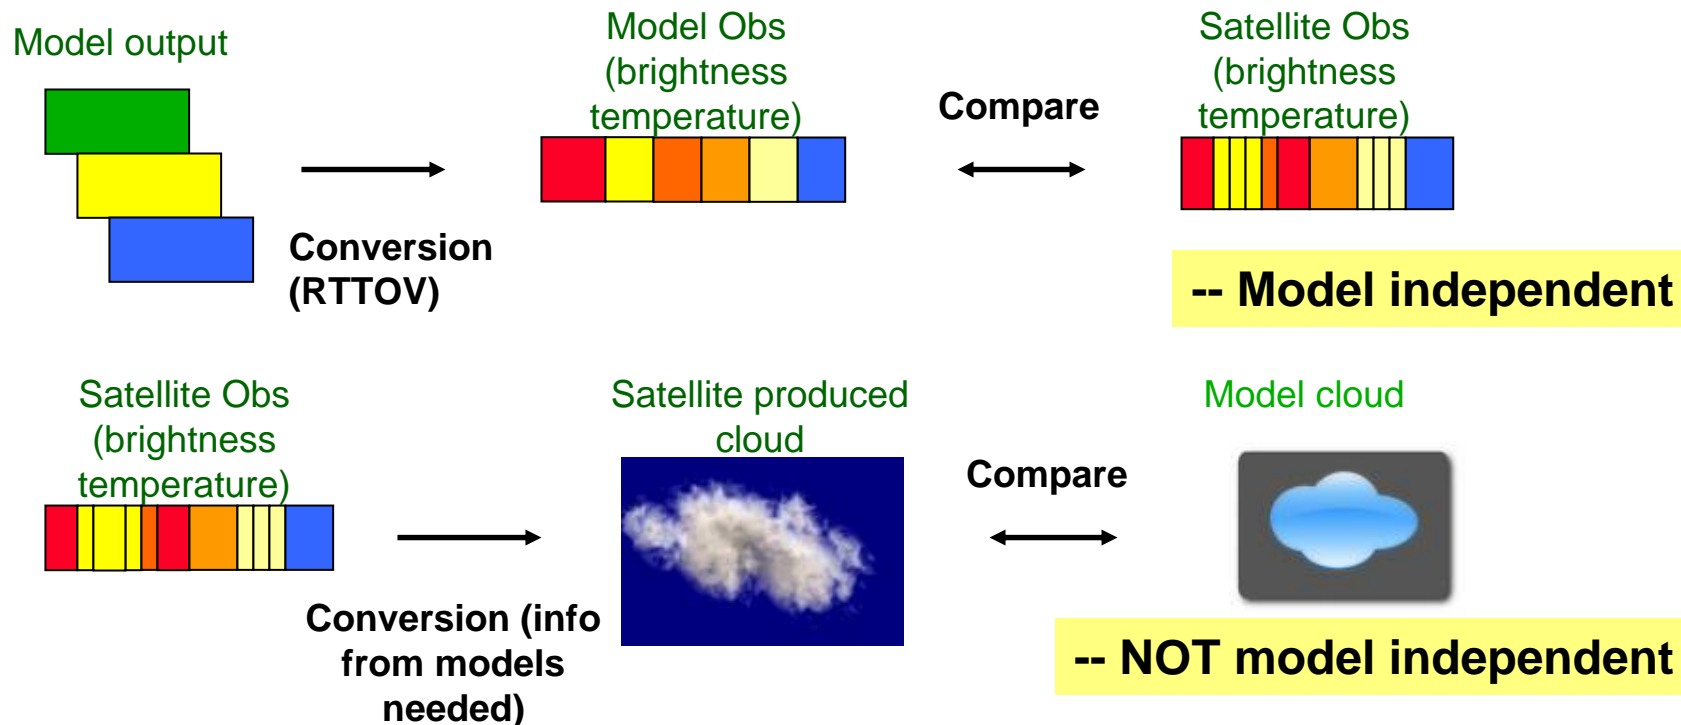 Model output
Model Obs
(brightness
temperature)
Satellite Obs
(brightness
temperature)
Compare
Conversion
(RTTOV)
-- Model independent
Satellite Obs
(brightness
temperature)
Satellite produced
cloud
Model cloud
Compare
Conversion (info
from models
needed)
-- NOT model independent